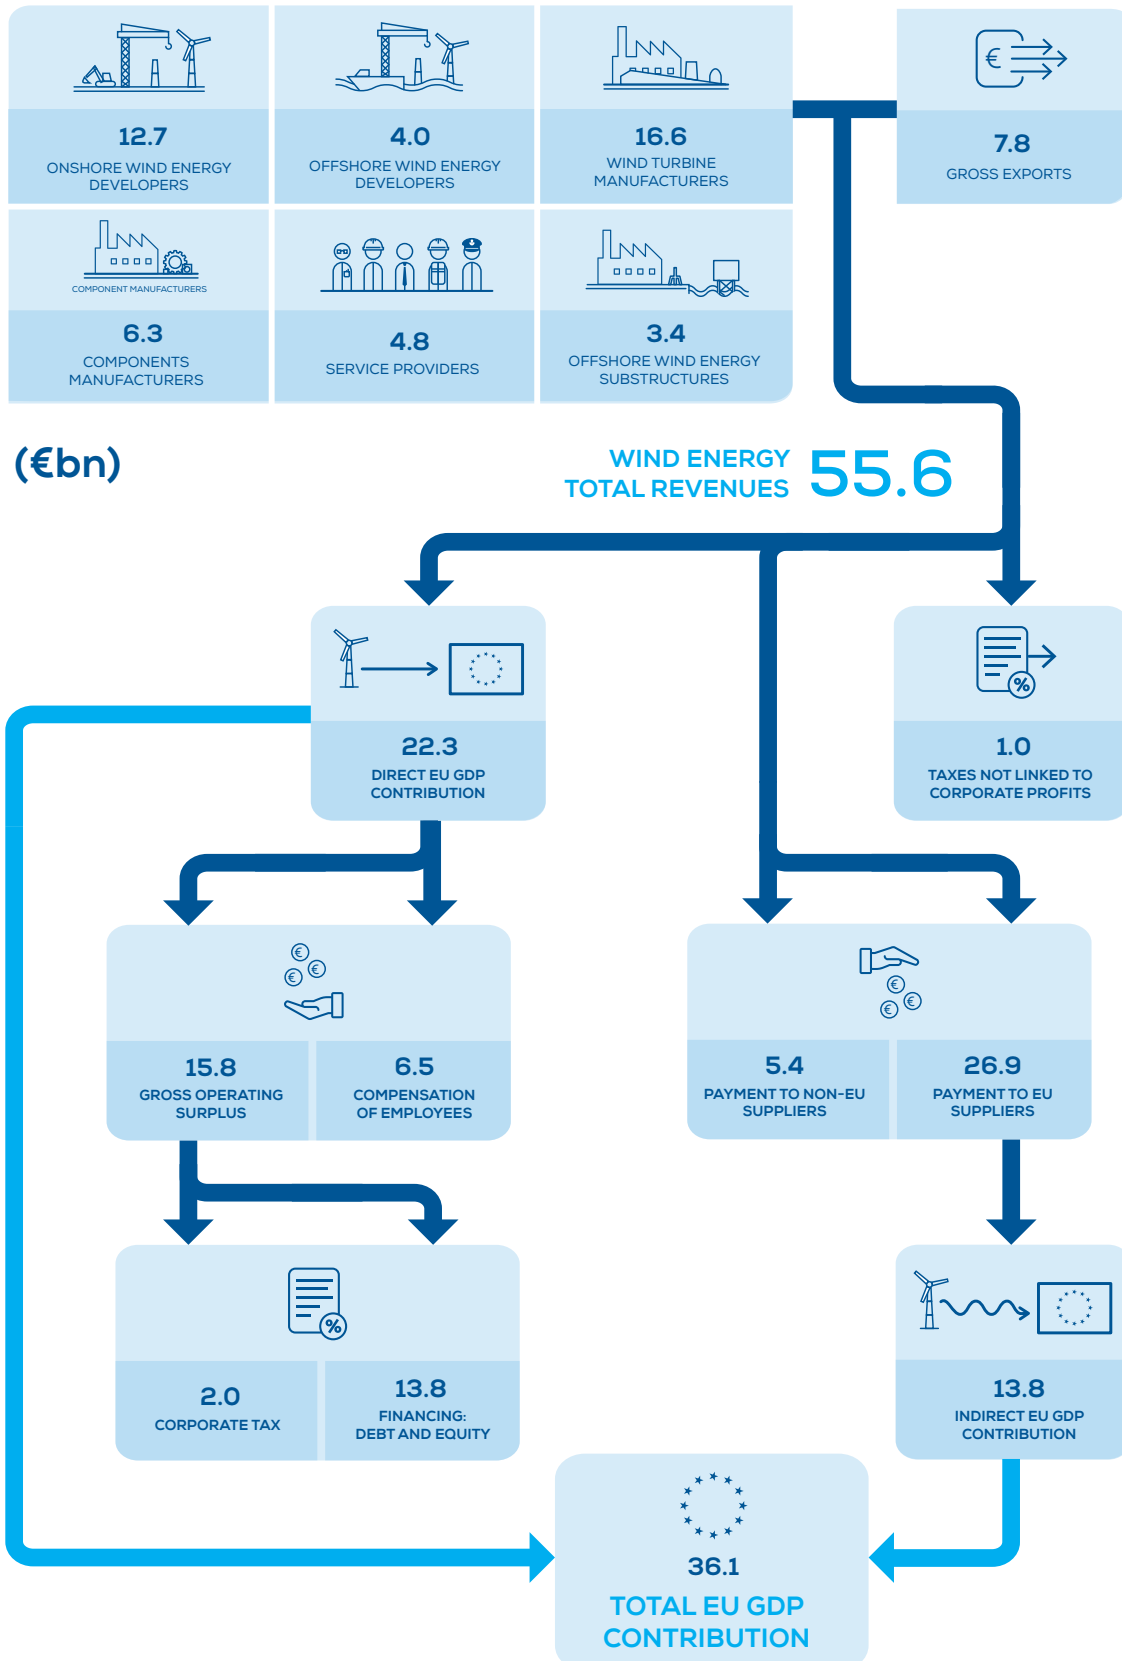 12.7
ONSHORE WIND ENERGY
DEVELOPERS
4.0
OFFSHORE WIND ENERGY
DEVELOPERS
16.6
WIND TURBINE
MANUFACTURERS
€
7.8
GROSS EXPORTS
COMPONENT MANUFACTURERS
6.3
COMPONENTS
MANUFACTURERS
4.8
SERVICE PROVIDERS
3.4
OFFSHORE WIND ENERGY
SUBSTRUCTURES
(€bn)
WIND ENERGY
TOTAL REVENUES
55.6
22.3
DIRECT EU GDP
CONTRIBUTION
%
1.0
TAXES NOT LINKED TO
CORPORATE PROFITS
€
€
€
15.8
GROSS OPERATING
SURPLUS
6.5
COMPENSATION
OF EMPLOYEES
€
€
€
5.4
PAYMENT TO NON-EU
SUPPLIERS
26.9
PAYMENT TO EU
SUPPLIERS
%
2.0
CORPORATE TAX
13.8
FINANCING:
DEBT AND EQUITY
13.8
INDIRECT EU GDP
CONTRIBUTION
36.1
TOTAL EU GDP
CONTRIBUTION